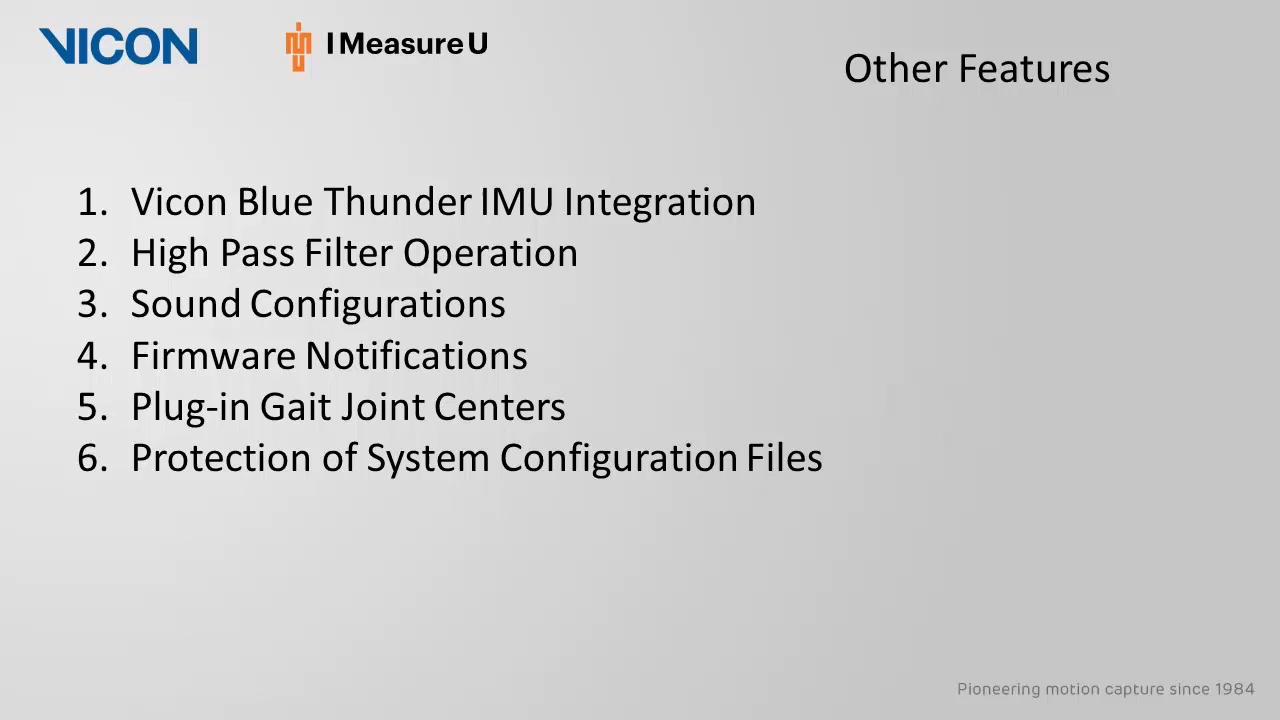 VICON
I Measure U
Other Features
1. Vicon Blue Thunder IMU Integration
2. High Pass Filter Operation
3. Sound Configurations
4. Firmware Notifications
5. Plug-in Gait Joint Centers
6. Protection of System Configuration Files
Pioneering motion capture since 1984